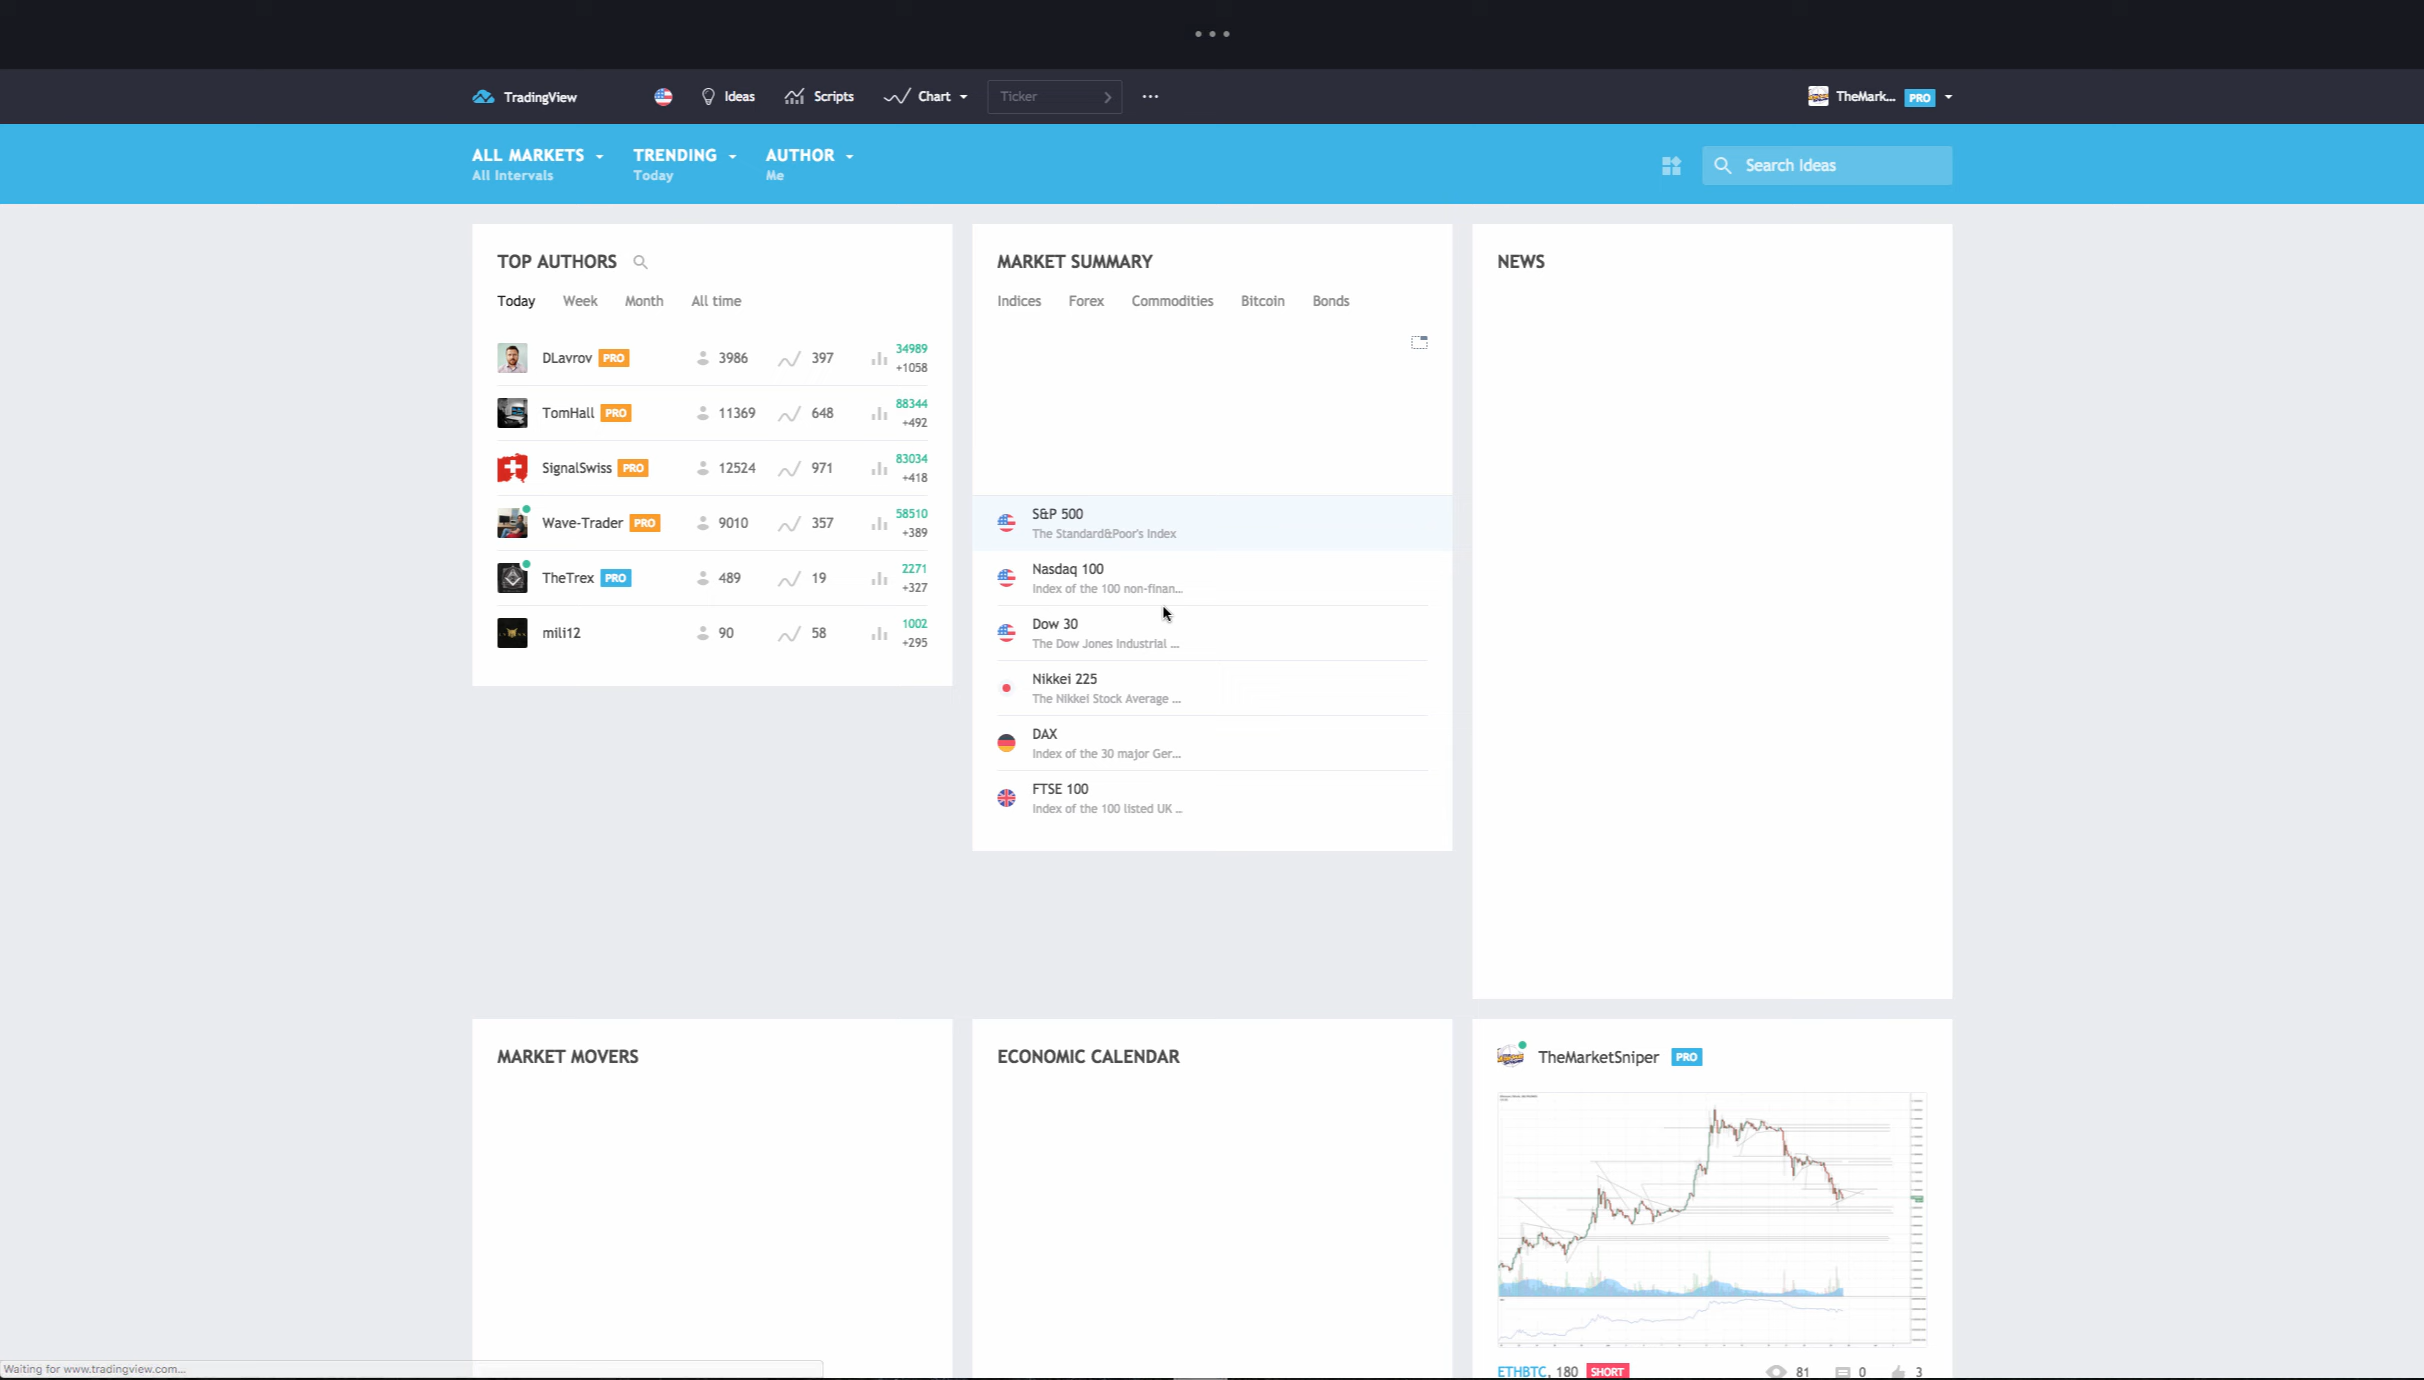 TradingView
Ideas
Scripts
Chart
Ticker
TheMark...
PRO
ALL MARKETS
All Intervals
TRENDING
Today
AUTHOR
Me
Search Ideas
TOP AUTHORS
Today Week Month All time
DLavrov PRO 3986 397 34989 +1058
TomHall PRO 11369 648 88344 +492
SignalSwiss PRO 12524 971 83034 +418
Wave-Trader PRO 9010 357 58510 +389
TheTrex PRO 489 19 2271 +327
mili12 90 58 1002 +295
MARKET SUMMARY
Indices Forex Commodities Bitcoin Bonds
S&P 500
The Standard&Poor's Index
Nasdaq 100
Index of the 100 non-finan...
Dow 30
The Dow Jones Industrial ...
Nikkei 225
The Nikkei Stock Average ...
DAX
Index of the 30 major Ger...
FTSE 100
Index of the 100 listed UK ...
NEWS
MARKET MOVERS
ECONOMIC CALENDAR
TheMarketSniper PRO
ETHBTC, 180 SHORT 81 0 3
Waiting for www.tradingview.com...